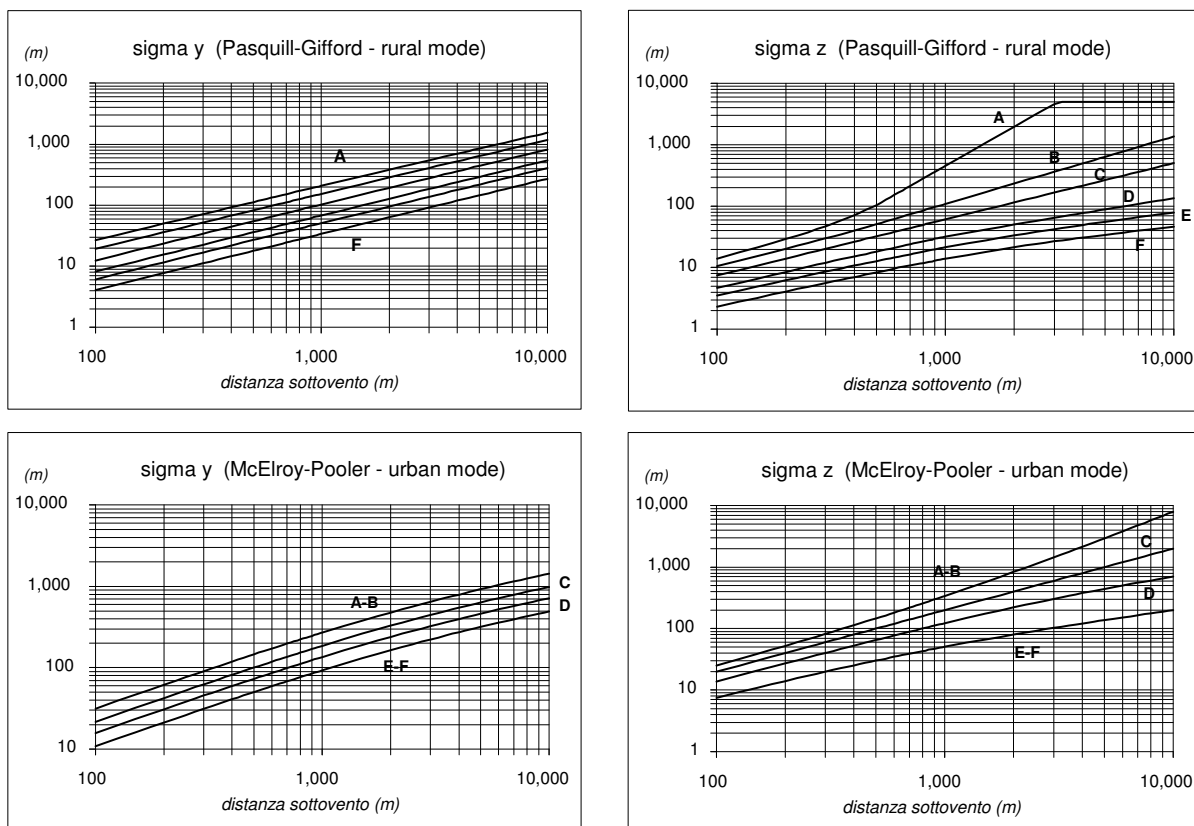 sigma y (Pasquill-Gifford - rural mode)
(m)
10,000
1,000
100
10
1
A
F
100
1,000
10,000
distanza sottovento (m)
sigma z (Pasquill-Gifford - rural mode)
(m)
10,000
1,000
100
10
1
A
B
C
D
E
F
100
1,000
10,000
distanza sottovento (m)
sigma y (McElroy-Pooler - urban mode)
(m)
10,000
1,000
100
10
A-B
C
D
E-F
100
1,000
10,000
distanza sottovento (m)
sigma z (McElroy-Pooler - urban mode)
(m)
10,000
1,000
100
10
1
A-B
C
D
E-F
100
1,000
10,000
distanza sottovento (m)